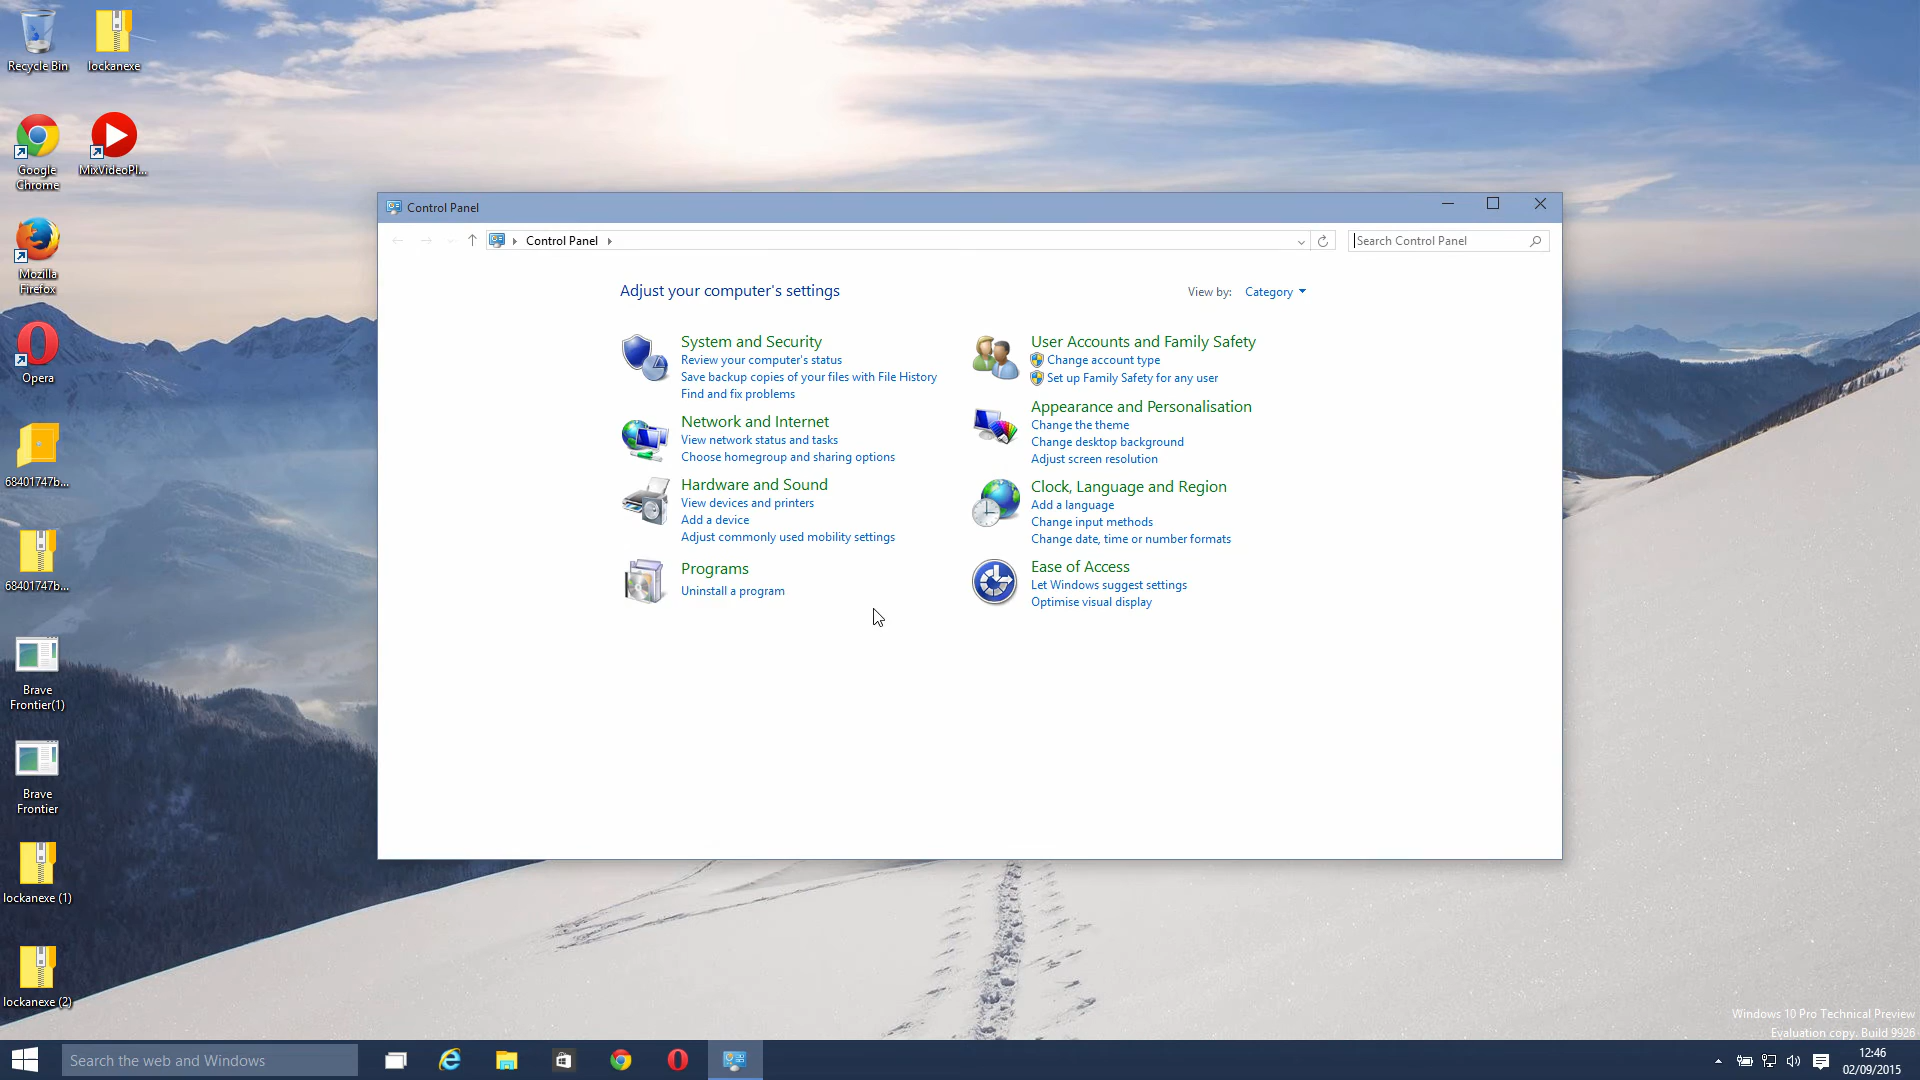 Recycle Bin
lockanexe
Google
Chrome
MixVideoPl...
Mozilla
Firefox
Opera
68401747b...
68401747b...
Brave
Frontier(1)
Brave
Frontier
lockanexe (1)
lockanexe (2)
Control Panel
Control Panel
Search Control Panel
Adjust your computer's settings
View by: Category
System and Security
Review your computer's status
Save backup copies of your files with File History
Find and fix problems
Network and Internet
View network status and tasks
Choose homegroup and sharing options
Hardware and Sound
View devices and printers
Add a device
Adjust commonly used mobility settings
Programs
Uninstall a program
User Accounts and Family Safety
Change account type
Set up Family Safety for any user
Appearance and Personalisation
Change the theme
Change desktop background
Adjust screen resolution
Clock, Language and Region
Add a language
Change input methods
Change date, time or number formats
Ease of Access
Let Windows suggest settings
Optimise visual display
Windows 10 Pro Technical Preview
Evaluation copy. Build 9926
Search the web and Windows
12:46
02/09/2015